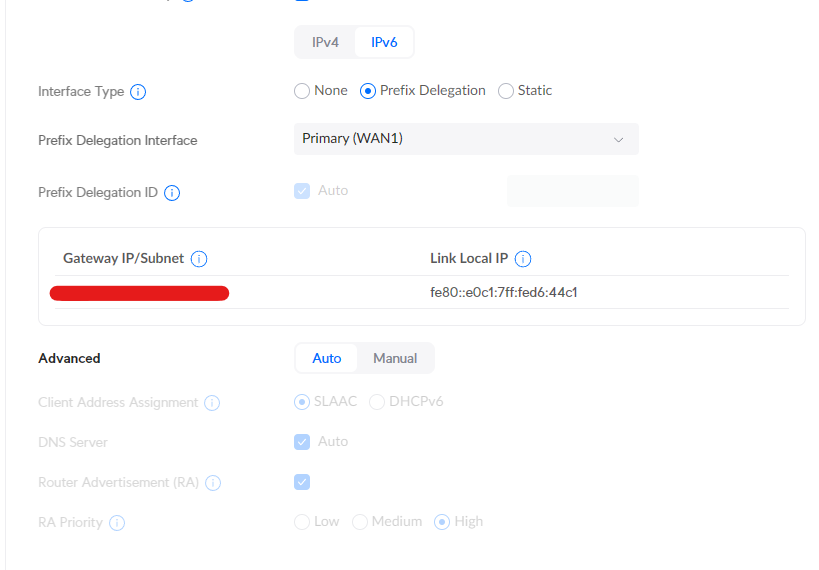 IPv4 IPv6
Interface Type None Prefix Delegation Static
Prefix Delegation Interface Primary (WAN1)
Prefix Delegation ID Auto
Gateway IP/Subnet Link Local IP
fe80::e0c1:7ff:fed6:44c1
Advanced Auto Manual
Client Address Assignment SLAAC DHCPv6
DNS Server Auto
Router Advertisement (RA)
RA Priority Low Medium High